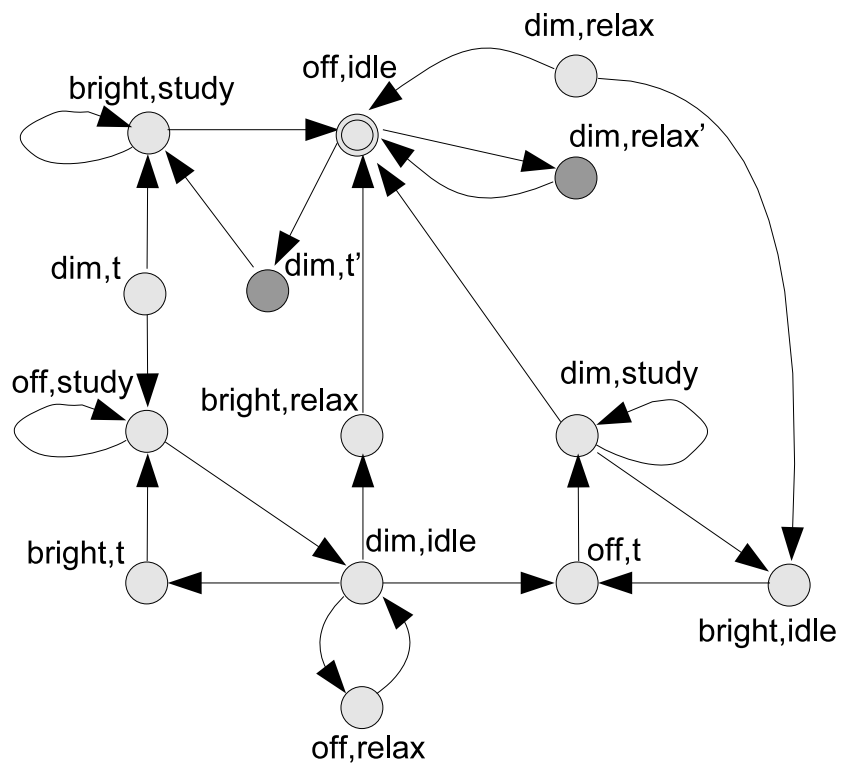 dim,relax
off,idle
bright,study
dim,relax’
dim,t
dim,t’
off,study
dim,study
bright,relax
dim,idle
bright,t
off,t
bright,idle
off,relax